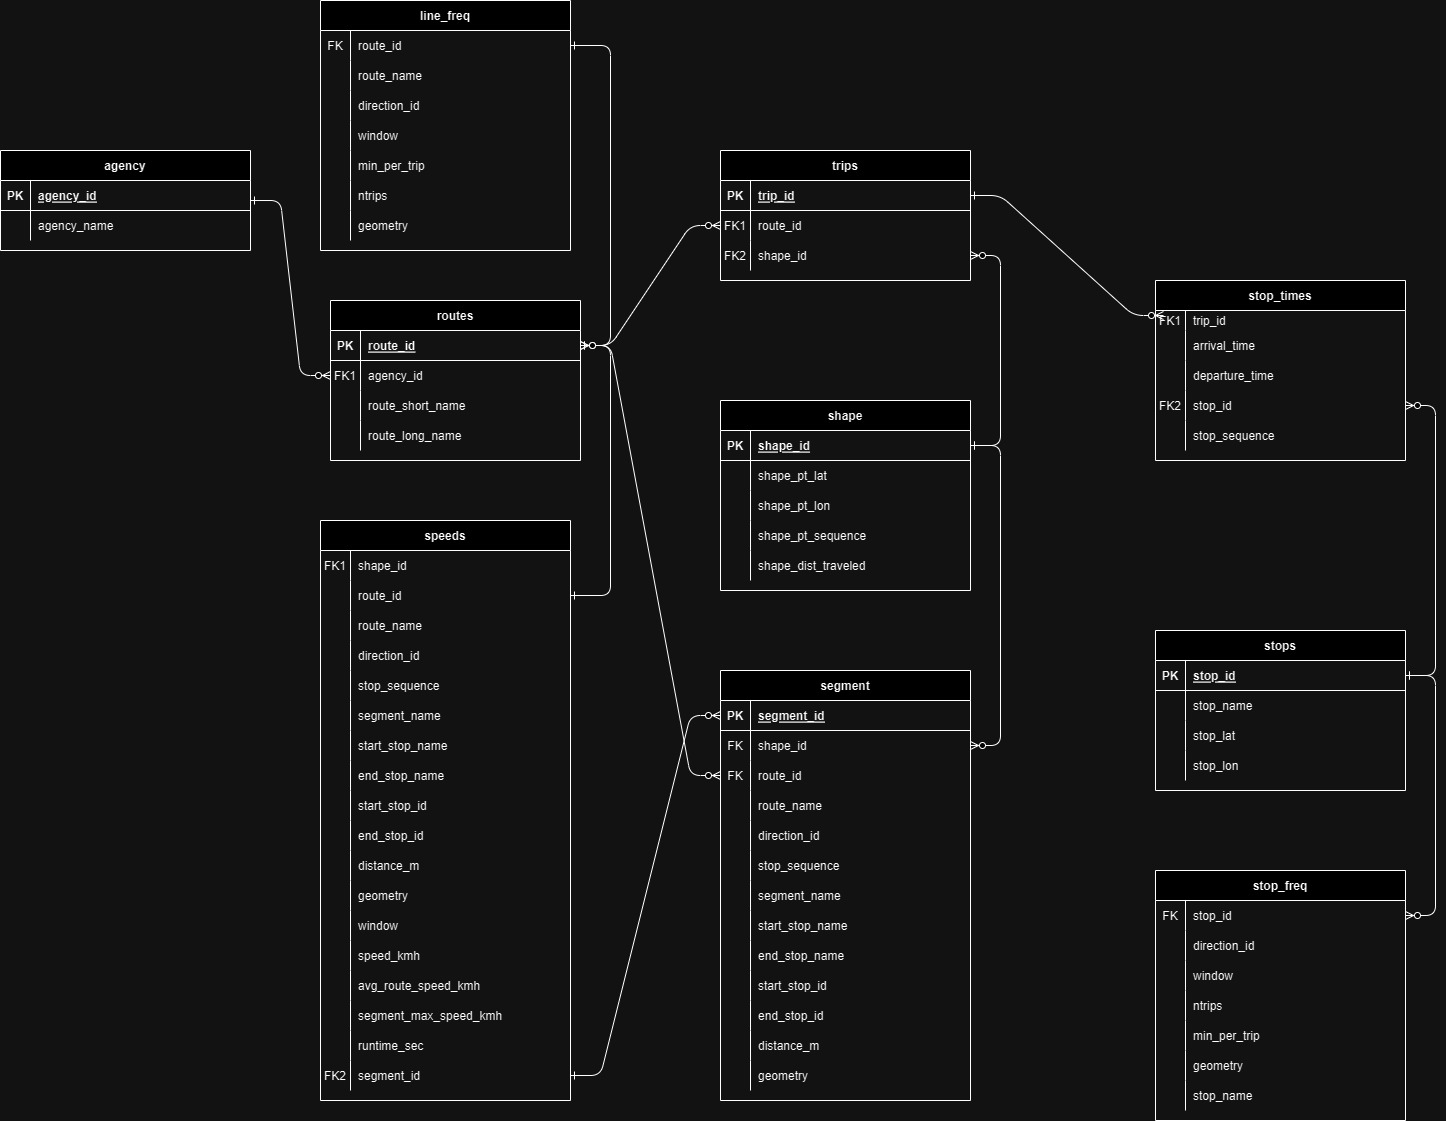 line_freq
FK route_id
route_name
direction_id
window
min_per_trip
ntrips
geometry
agency
PK agency_id
agency_name
routes
PK route_id
FK1 agency_id
route_short_name
route_long_name
speeds
FK1 shape_id
route_id
route_name
direction_id
stop_sequence
segment_name
start_stop_name
end_stop_name
start_stop_id
end_stop_id
distance_m
geometry
window
speed_kmh
avg_route_speed_kmh
segment_max_speed_kmh
runtime_sec
FK2 segment_id
trips
PK trip_id
FK1 route_id
FK2 shape_id
shape
PK shape_id
shape_pt_lat
shape_pt_lon
shape_pt_sequence
shape_dist_traveled
segment
PK segment_id
FK shape_id
FK route_id
route_name
direction_id
stop_sequence
segment_name
start_stop_name
end_stop_name
start_stop_id
end_stop_id
distance_m
geometry
stop_times
FK1 trip_id
arrival_time
departure_time
FK2 stop_id
stop_sequence
stops
PK stop_id
stop_name
stop_lat
stop_lon
stop_freq
FK stop_id
direction_id
window
ntrips
min_per_trip
geometry
stop_name